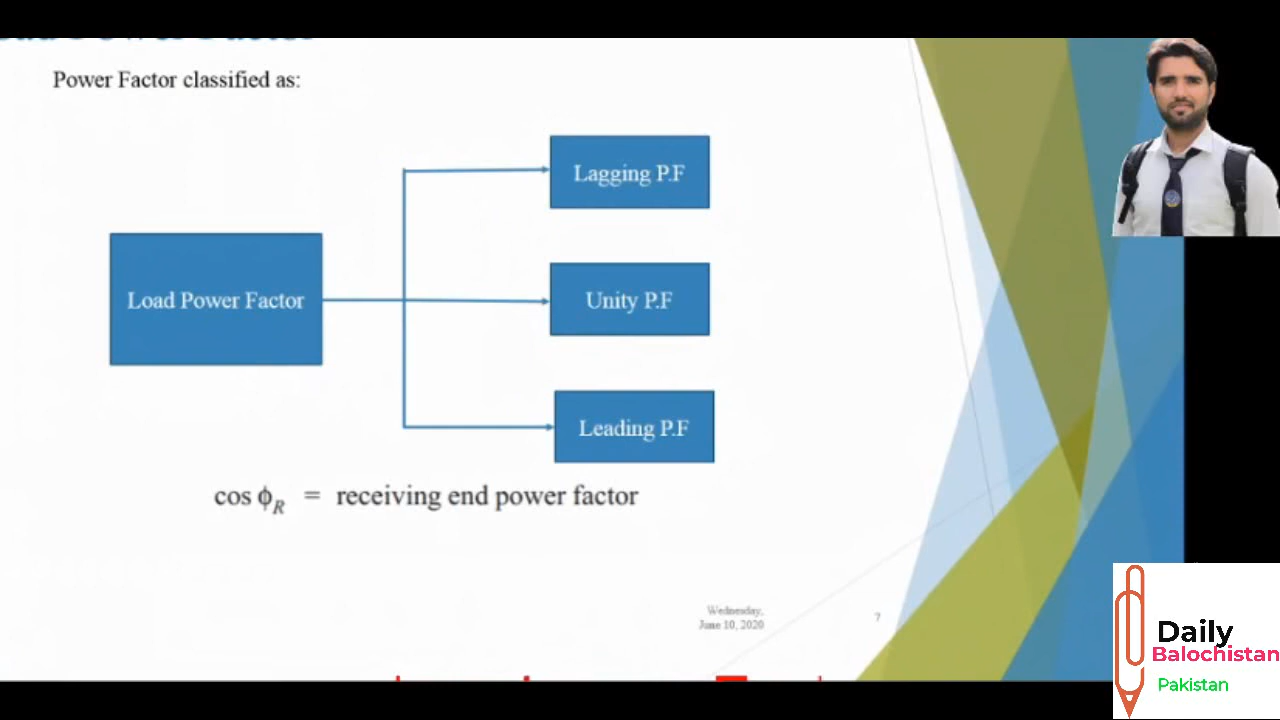 Power Factor classified as:
Lagging P.F
Load Power Factor
Unity P.F
Leading P.F
cos ϕR = receiving end power factor
Wednesday,
June 10, 2020
7
Daily
Balochistan
Pakistan